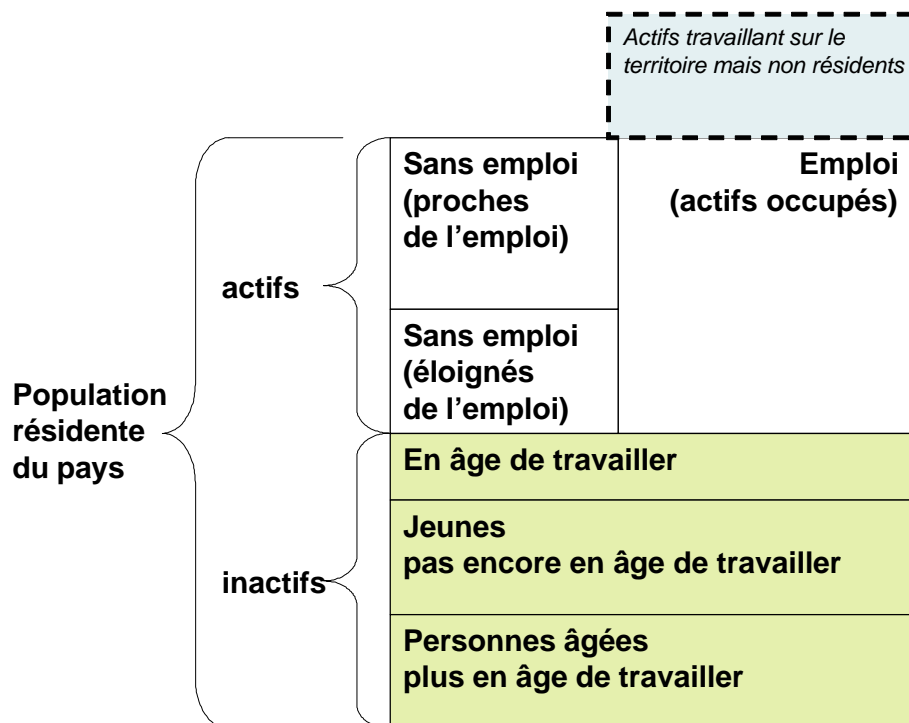 Actifs travaillant sur le
territoire mais non résidents
Sans emploi
(proches
de l’emploi)
Emploi
(actifs occupés)
actifs
Sans emploi
(éloignés
de l’emploi)
Population
résidente
du pays
En âge de travailler
Jeunes
pas encore en âge de travailler
inactifs
Personnes âgées
plus en âge de travailler